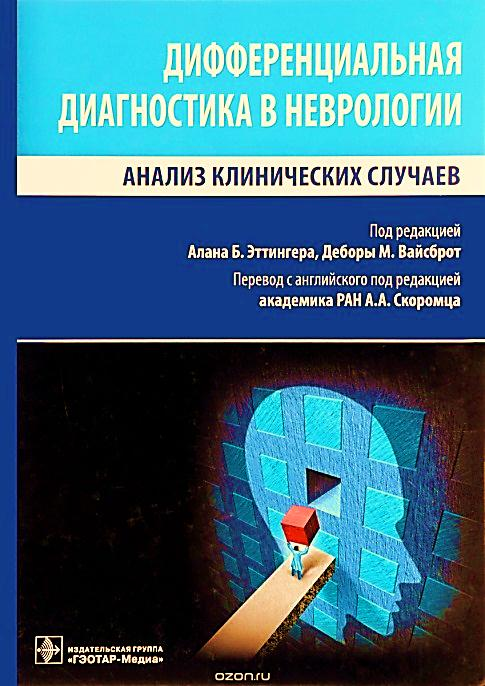 ДИФФЕРЕНЦИАЛЬНАЯ
ДИАГНОСТИКА В НЕВРОЛОГИИ
АНАЛИЗ КЛИНИЧЕСКИХ СЛУЧАЕВ
Под редакцией
Алана Б. Эттингера, Деборы М. Вайсброт
Перевод с английского под редакцией
академика РАН А.А. Скоромца
ИЗДАТЕЛЬСКАЯ ГРУППА
«ГЭОТАР-Медиа»
ozon.ru